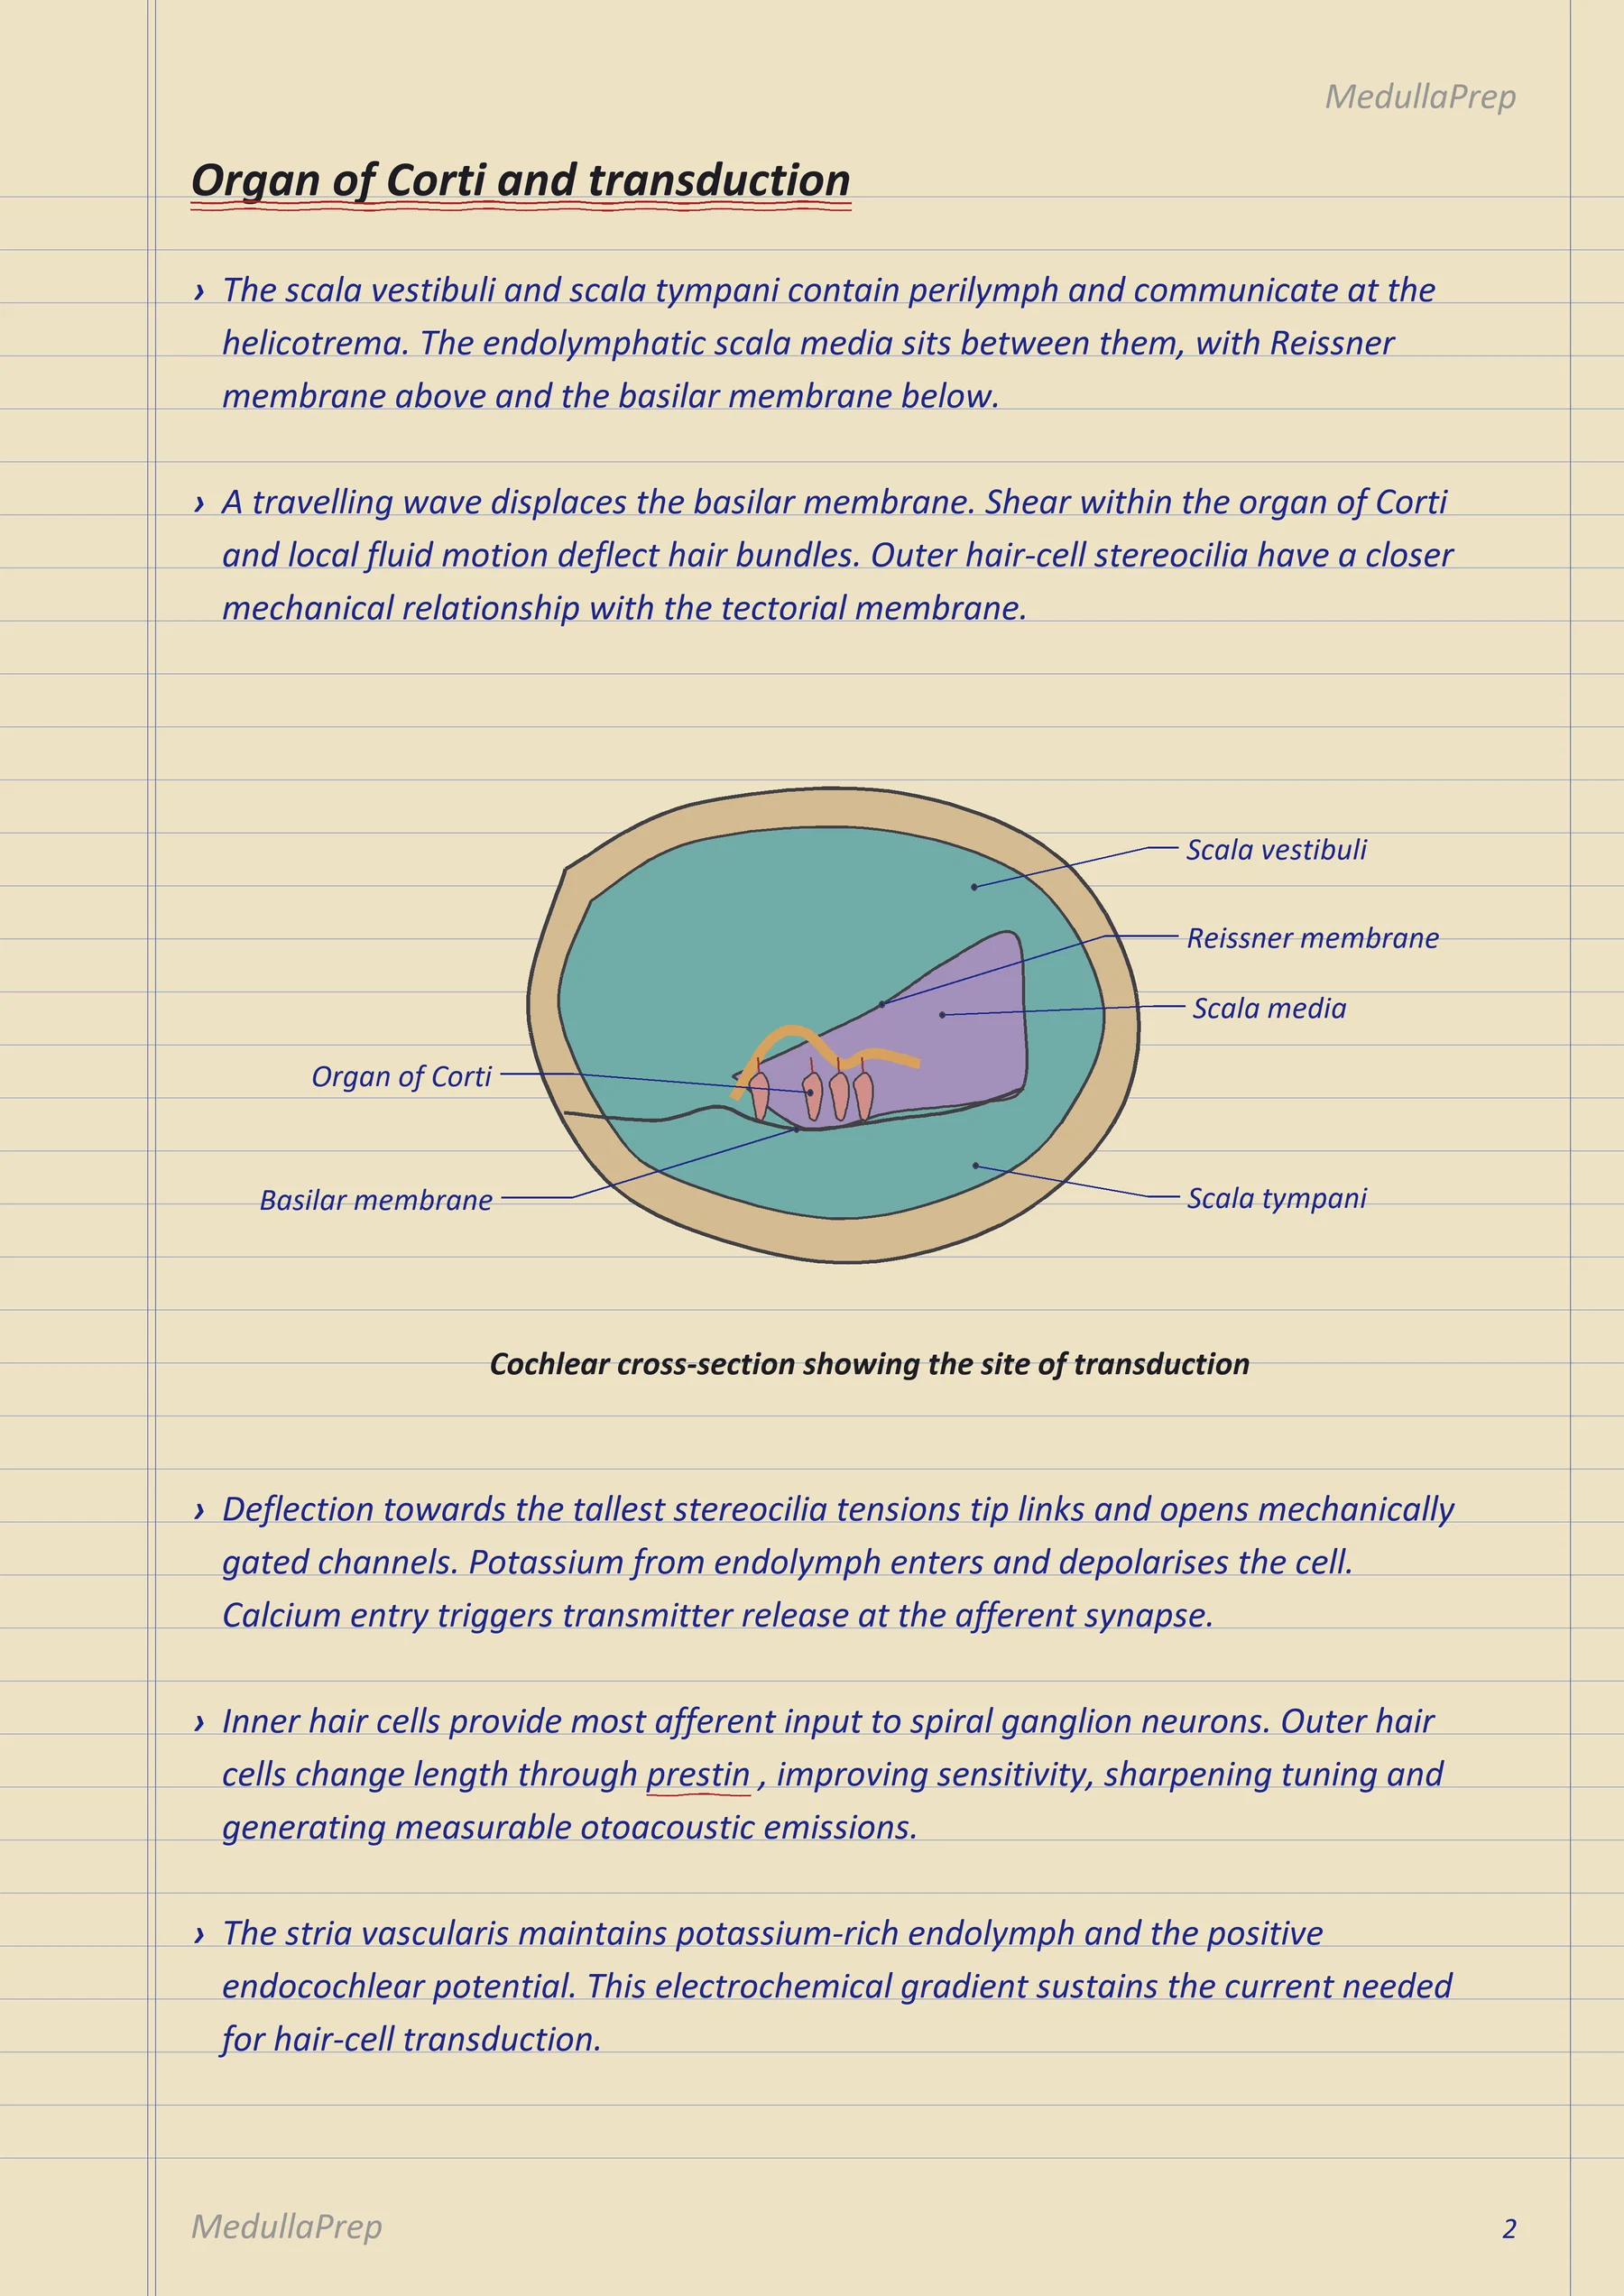 MedullaPrep
Organ of Corti and transduction
› The scala vestibuli and scala tympani contain perilymph and communicate at the
helicotrema. The endolymphatic scala media sits between them, with Reissner
membrane above and the basilar membrane below.
› A travelling wave displaces the basilar membrane. Shear within the organ of Corti
and local fluid motion deflect hair bundles. Outer hair-cell stereocilia have a closer
mechanical relationship with the tectorial membrane.
Scala vestibuli
Reissner membrane
Scala media
Organ of Corti
Basilar membrane
Scala tympani
Cochlear cross-section showing the site of transduction
› Deflection towards the tallest stereocilia tensions tip links and opens mechanically
gated channels. Potassium from endolymph enters and depolarises the cell.
Calcium entry triggers transmitter release at the afferent synapse.
› Inner hair cells provide most afferent input to spiral ganglion neurons. Outer hair
cells change length through prestin , improving sensitivity, sharpening tuning and
generating measurable otoacoustic emissions.
› The stria vascularis maintains potassium-rich endolymph and the positive
endocochlear potential. This electrochemical gradient sustains the current needed
for hair-cell transduction.
MedullaPrep
2